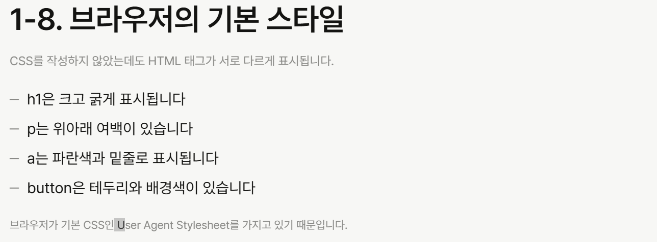 1-8. 브라우저의 기본 스타일
CSS를 작성하지 않았는데도 HTML 태그가 서로 다르게 표시됩니다.
— h1은 크고 굵게 표시됩니다
— p는 위아래 여백이 있습니다
— a는 파란색과 밑줄로 표시됩니다
— button은 테두리와 배경색이 있습니다
브라우저가 기본 CSS인 User Agent Stylesheet를 가지고 있기 때문입니다.